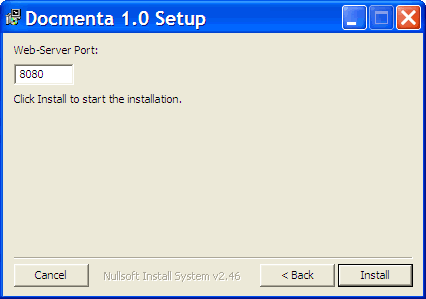 Docmenta 1.0 Setup
Web-Server Port:
8080
Click Install to start the installation.
Cancel
Nullsoft Install System v2.46
< Back
Install